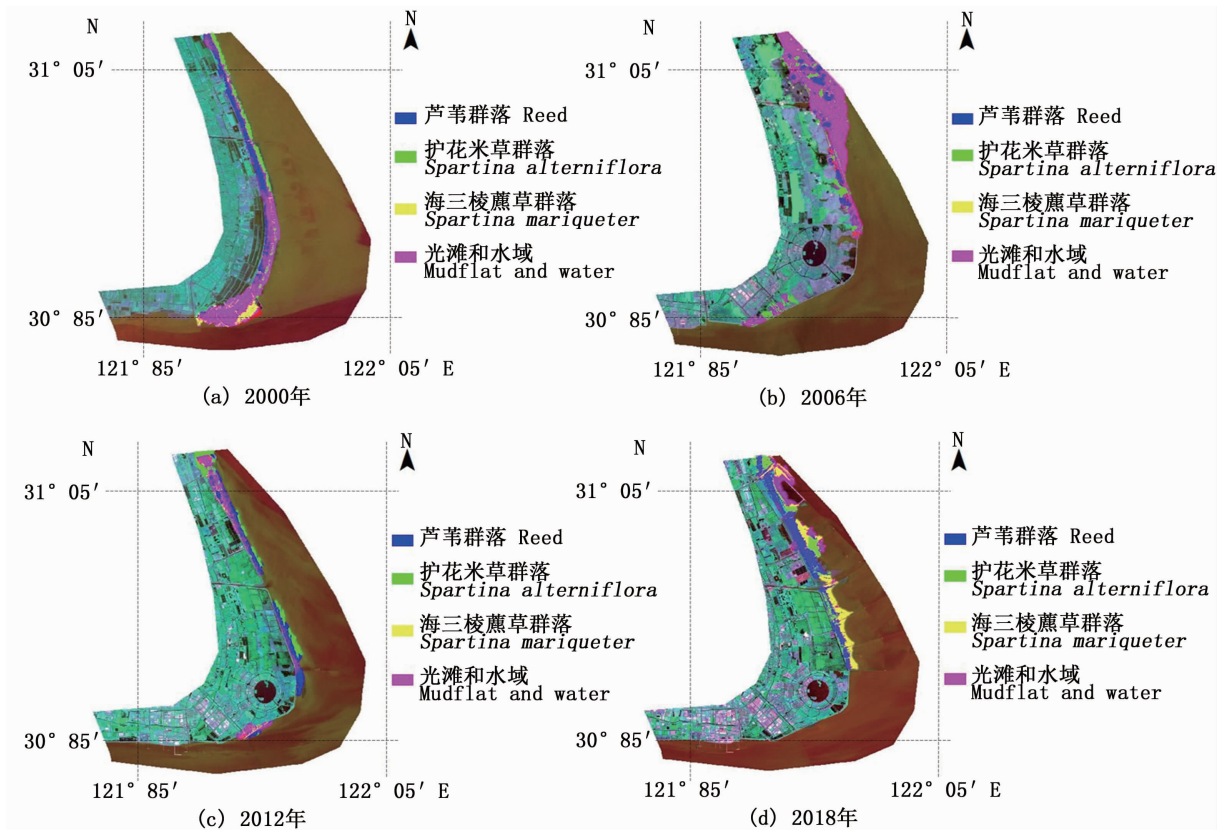 N
N
31° 05′
芦苇群落 Reed
护花米草群落
Spartina alterniflora
海三棱藨草群落
Spartina mariqueter
光滩和水域
Mudflat and water
30° 85′
121° 85′
122° 05′ E
(a) 2000年
N
N
31° 05′
芦苇群落 Reed
护花米草群落
Spartina alterniflora
海三棱藨草群落
Spartina mariqueter
光滩和水域
Mudflat and water
30° 85′
121° 85′
122° 05′ E
(b) 2006年
N
N
31° 05′
芦苇群落 Reed
护花米草群落
Spartina alterniflora
海三棱藨草群落
Spartina mariqueter
光滩和水域
Mudflat and water
30° 85′
121° 85′
122° 05′ E
(c) 2012年
N
N
31° 05′
芦苇群落 Reed
护花米草群落
Spartina alterniflora
海三棱藨草群落
Spartina mariqueter
光滩和水域
Mudflat and water
30° 85′
121° 85′
122° 05′ E
(d) 2018年